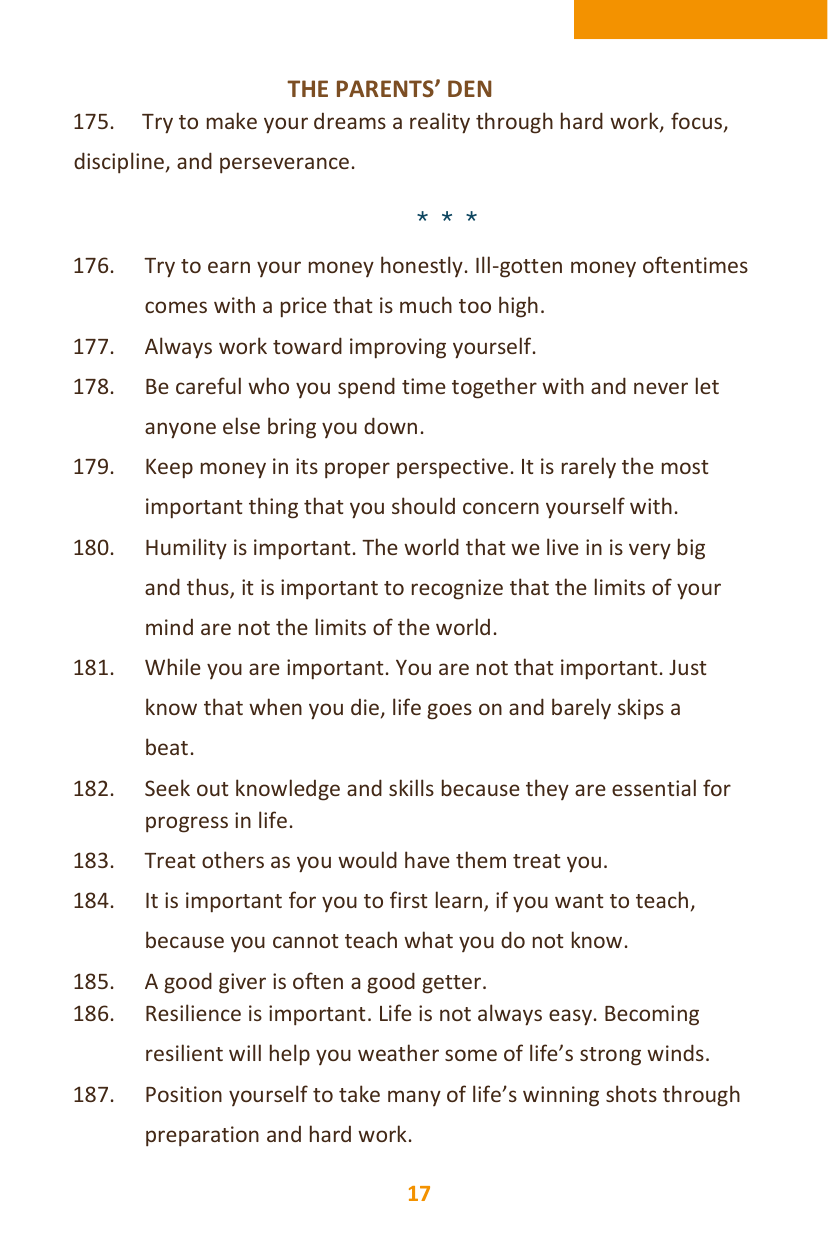 THE PARENTS’ DEN
175. Try to make your dreams a reality through hard work, focus,
discipline, and perseverance.
* * *
176. Try to earn your money honestly. Ill-gotten money oftentimes
comes with a price that is much too high.
177. Always work toward improving yourself.
178. Be careful who you spend time together with and never let
anyone else bring you down.
179. Keep money in its proper perspective. It is rarely the most
important thing that you should concern yourself with.
180. Humility is important. The world that we live in is very big
and thus, it is important to recognize that the limits of your
mind are not the limits of the world.
181. While you are important. You are not that important. Just
know that when you die, life goes on and barely skips a
beat.
182. Seek out knowledge and skills because they are essential for
progress in life.
183. Treat others as you would have them treat you.
184. It is important for you to first learn, if you want to teach,
because you cannot teach what you do not know.
185. A good giver is often a good getter.
186. Resilience is important. Life is not always easy. Becoming
resilient will help you weather some of life’s strong winds.
187. Position yourself to take many of life’s winning shots through
preparation and hard work.
17